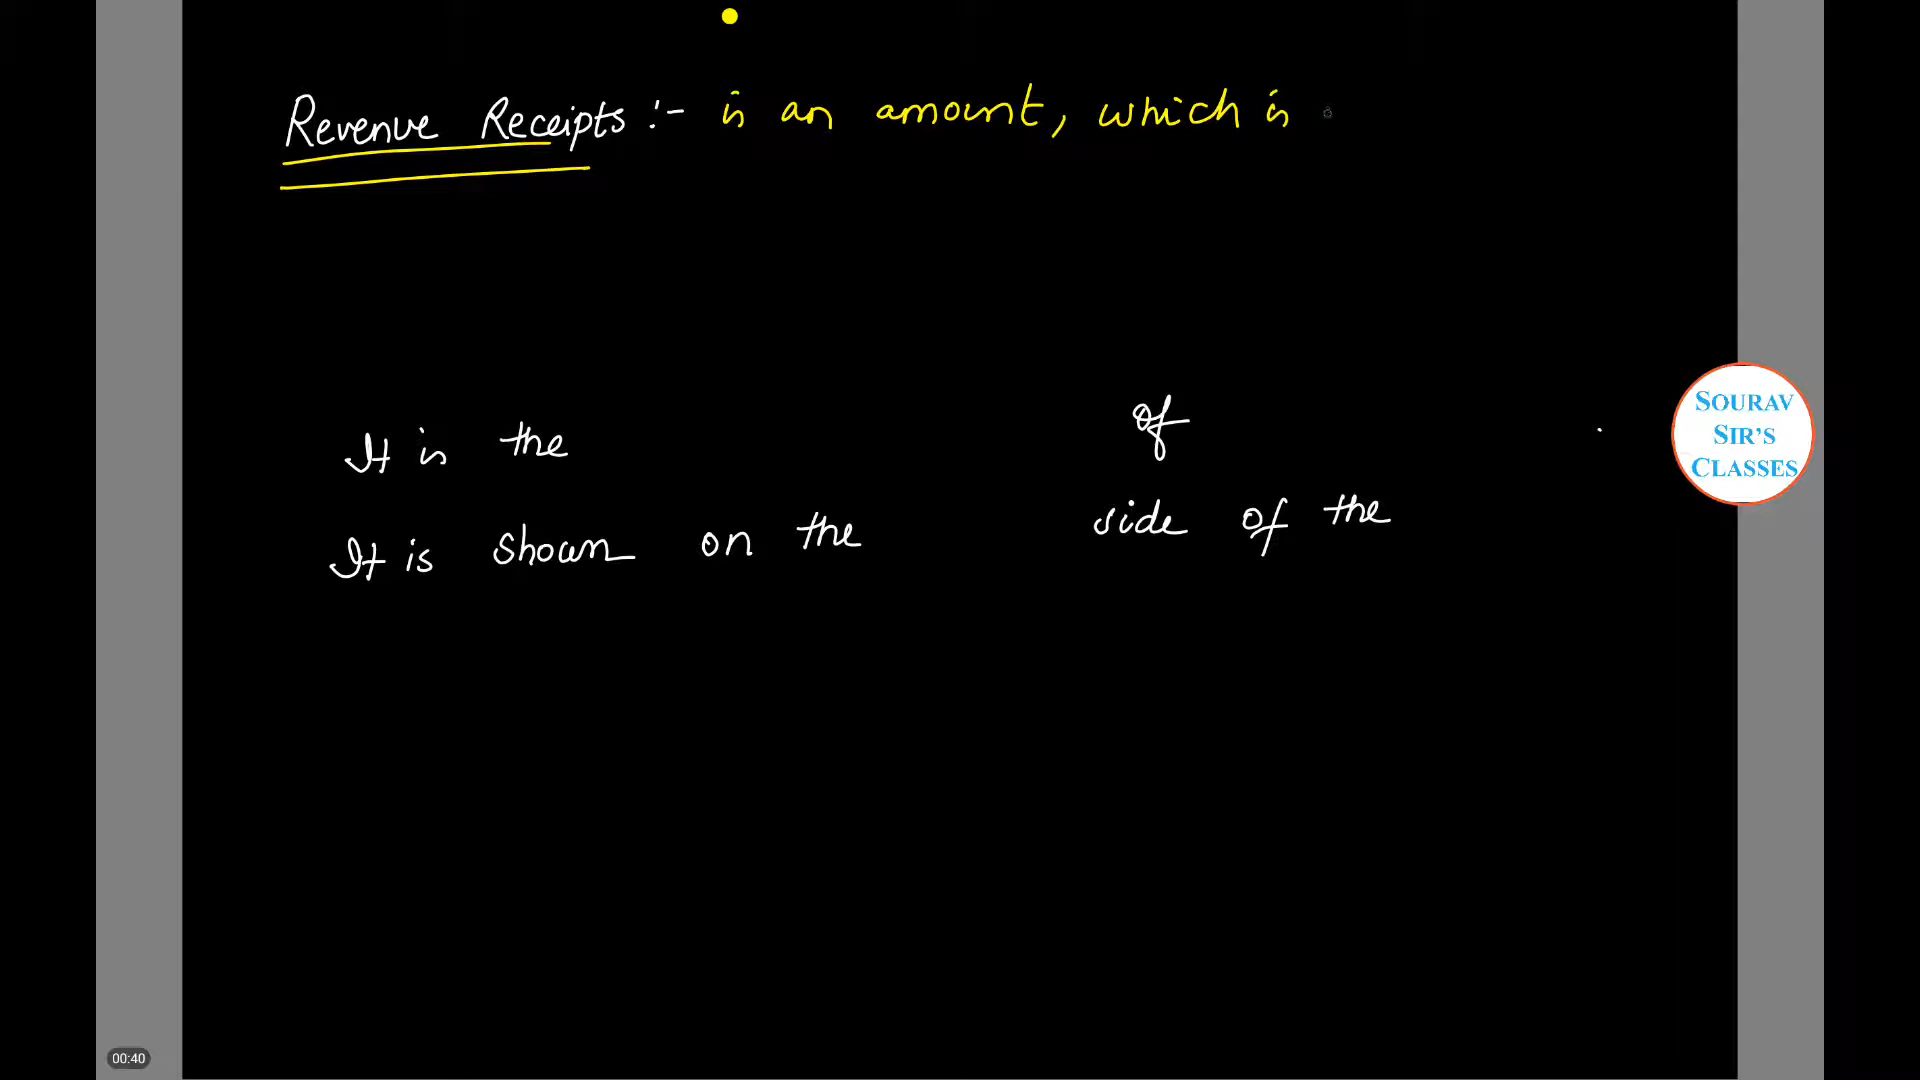 Revenue Receipts :- is an amount, which is
It is the of
It is shown on the side of the
SOURAV
SIR'S
CLASSES
00:40